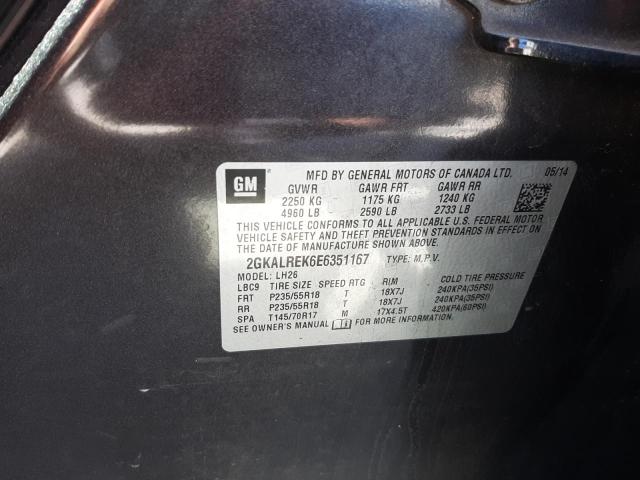 GM
MFD BY GENERAL MOTORS OF CANADA LTD. 05/14
GVWR GAWR FRT GAWR RR
2250 KG 1175 KG 1240 KG
4960 LB 2590 LB 2733 LB
THIS VEHICLE CONFORMS TO ALL APPLICABLE U.S. FEDERAL MOTOR
VEHICLE SAFETY AND THEFT PREVENTION STANDARDS IN EFFECT ON
THE DATE OF MANUFACTURE SHOWN ABOVE.
2GKALREK6E6351167 TYPE: M.P.V.
MODEL: LH26
LBC9 TIRE SIZE SPEED RTG RIM COLD TIRE PRESSURE
FRT P235/55R18 T 18X7J 240KPA(35PSI)
RR P235/55R18 T 18X7J 240KPA(35PSI)
SPA T145/70R17 M 17X4.5T 420KPA(60PSI)
SEE OWNER'S MANUAL FOR MORE INFORMATION.